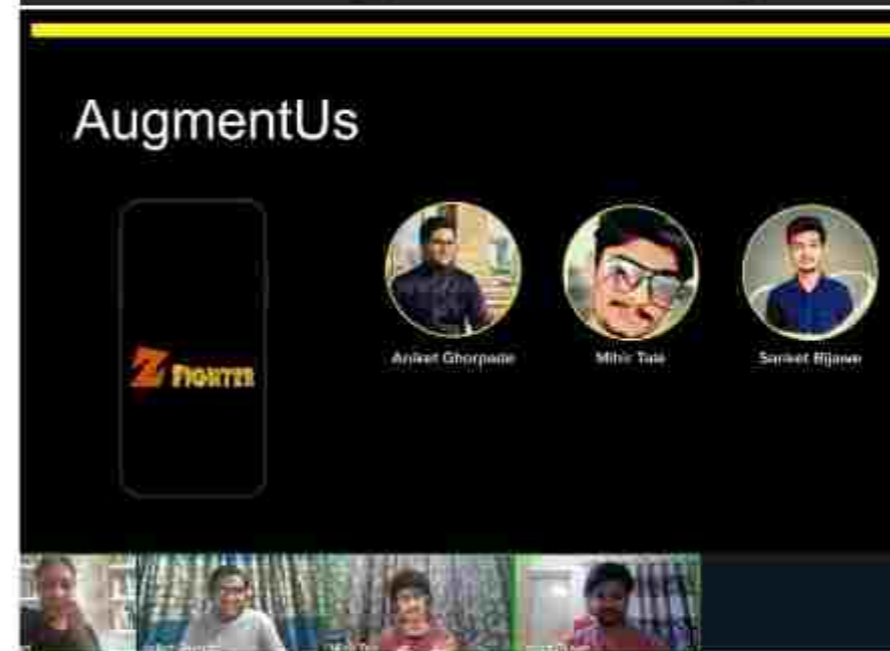 AugmentUs
Z FIGHTER
Aniket Ghorpade
Mihir Tale
Sanket Bijawe